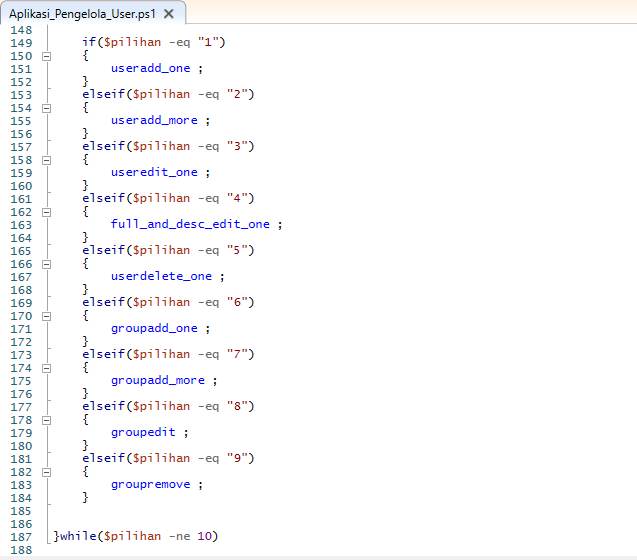 Aplikasi_Pengelola_User.ps1 ✕
148
149 if($pilihan -eq "1")
150 {
151 useradd_one ;
152 }
153 elseif($pilihan -eq "2")
154 {
155 useradd_more ;
156 }
157 elseif($pilihan -eq "3")
158 {
159 useredit_one ;
160 }
161 elseif($pilihan -eq "4")
162 {
163 full_and_desc_edit_one ;
164 }
165 elseif($pilihan -eq "5")
166 {
167 userdelete_one ;
168 }
169 elseif($pilihan -eq "6")
170 {
171 groupadd_one ;
172 }
173 elseif($pilihan -eq "7")
174 {
175 groupadd_more ;
176 }
177 elseif($pilihan -eq "8")
178 {
179 groupedit ;
180 }
181 elseif($pilihan -eq "9")
182 {
183 groupremove ;
184 }
185
186
187 }while($pilihan -ne 10)
188